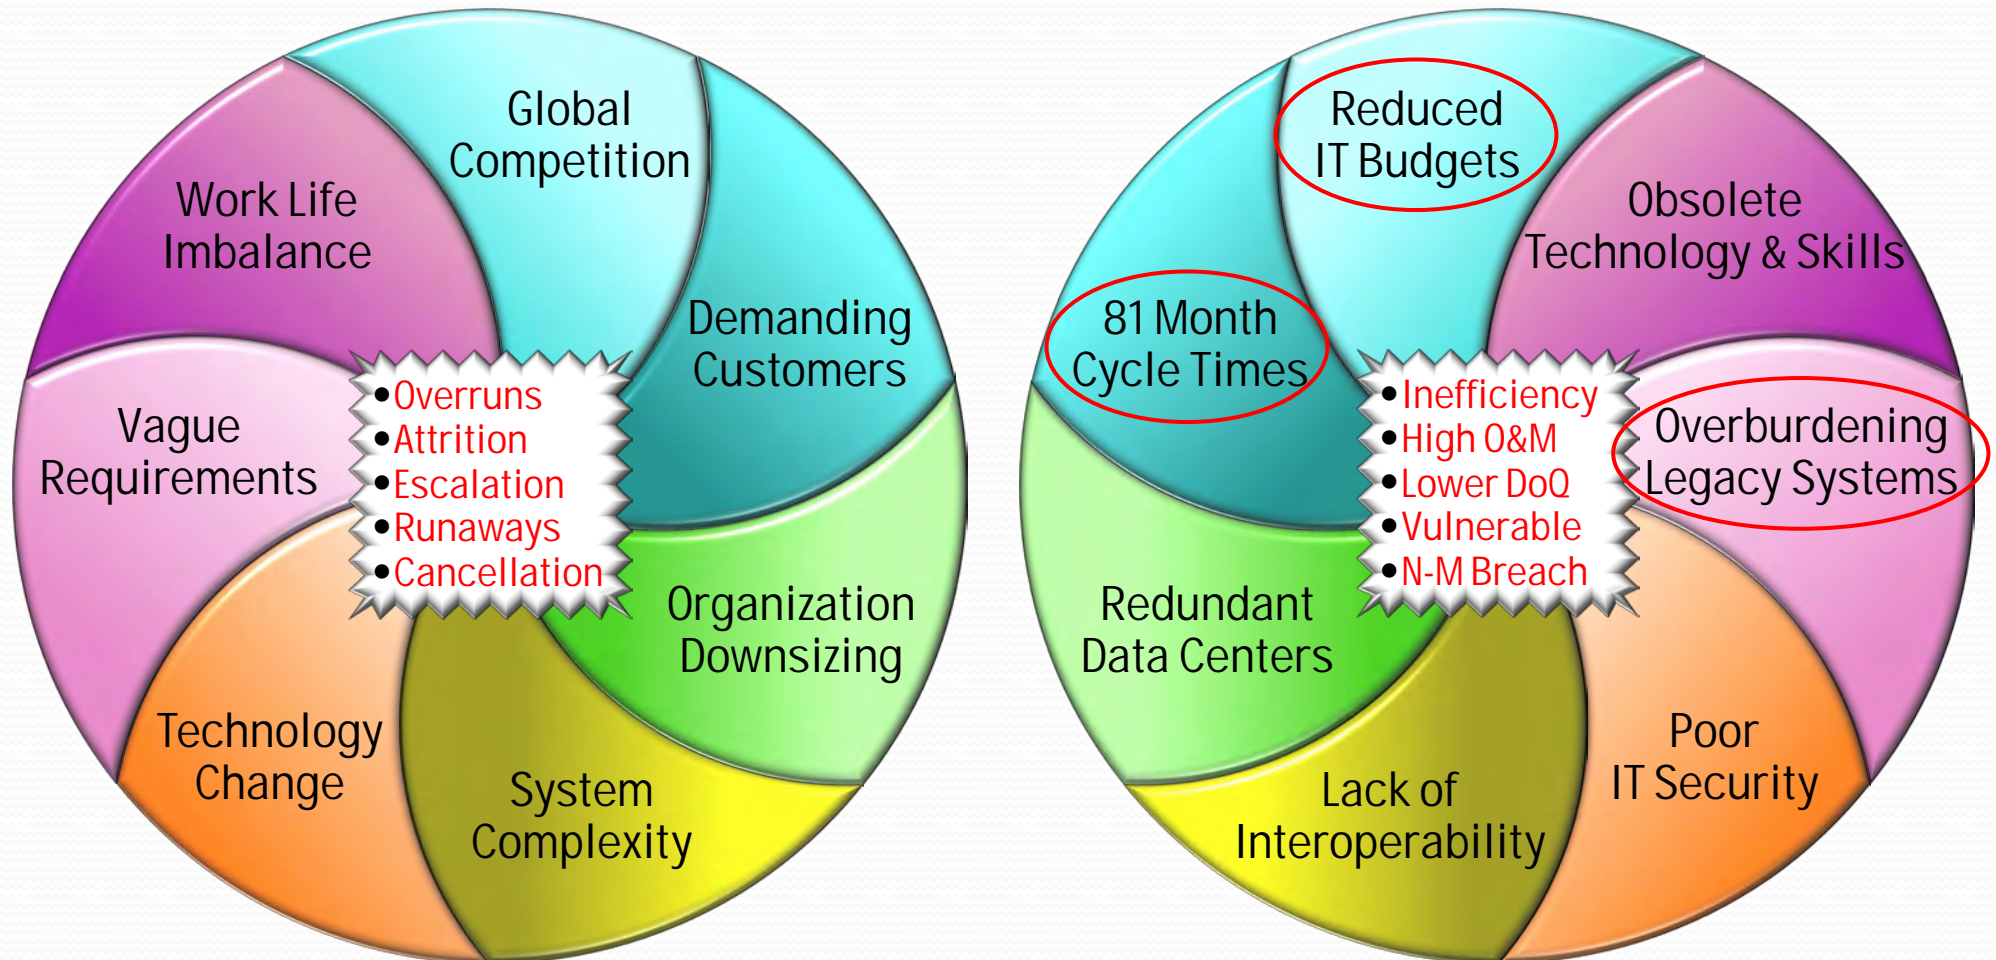 Global
Competition
Work Life
Imbalance
Demanding
Customers
Vague
Requirements
•Overruns
•Attrition
•Escalation
•Runaways
•Cancellation
Organization
Downsizing
Technology
Change
System
Complexity
Reduced
IT Budgets
Obsolete
Technology & Skills
81 Month
Cycle Times
•Inefficiency
•High O&M
•Lower DoQ
•Vulnerable
•N-M Breach
Overburdening
Legacy Systems
Redundant
Data Centers
Poor
IT Security
Lack of
Interoperability